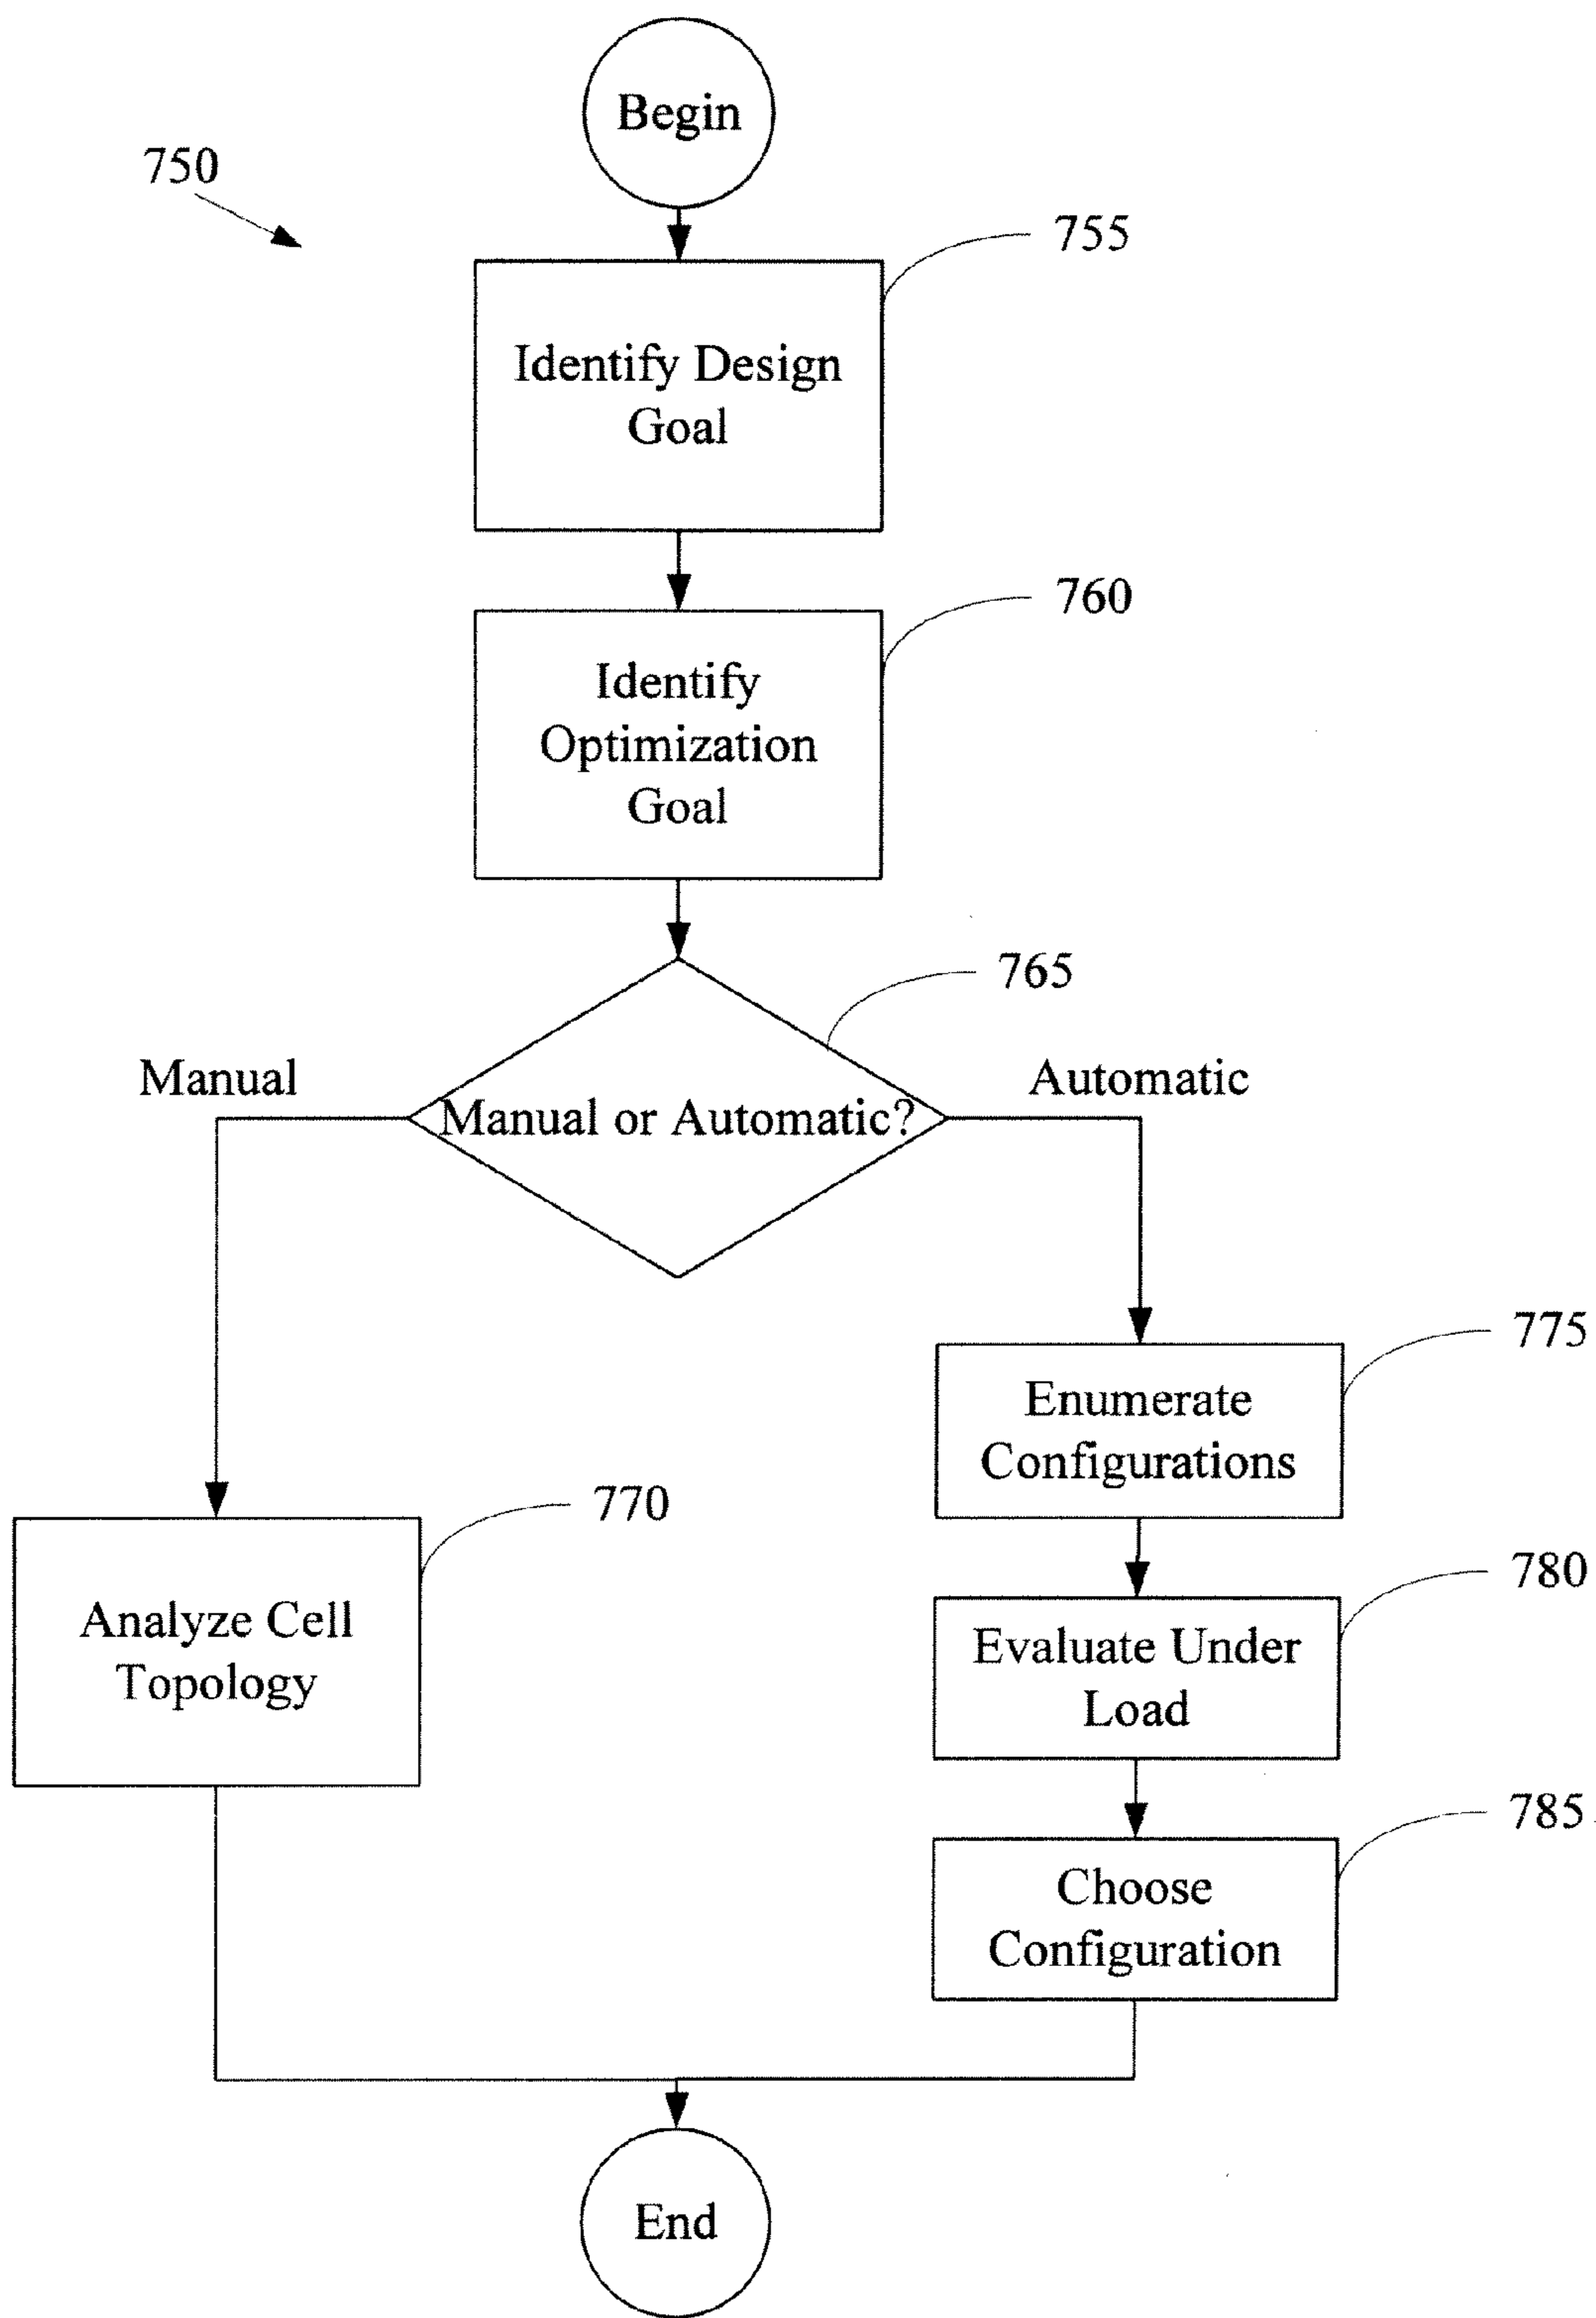 Begin
750
755
Identify Design
Goal
760
Identify
Optimization
Goal
765
Manual
Automatic
Manual or Automatic?
775
Enumerate
Configurations
770
Analyze Cell
Topology
780
Evaluate Under
Load
785
Choose
Configuration
End